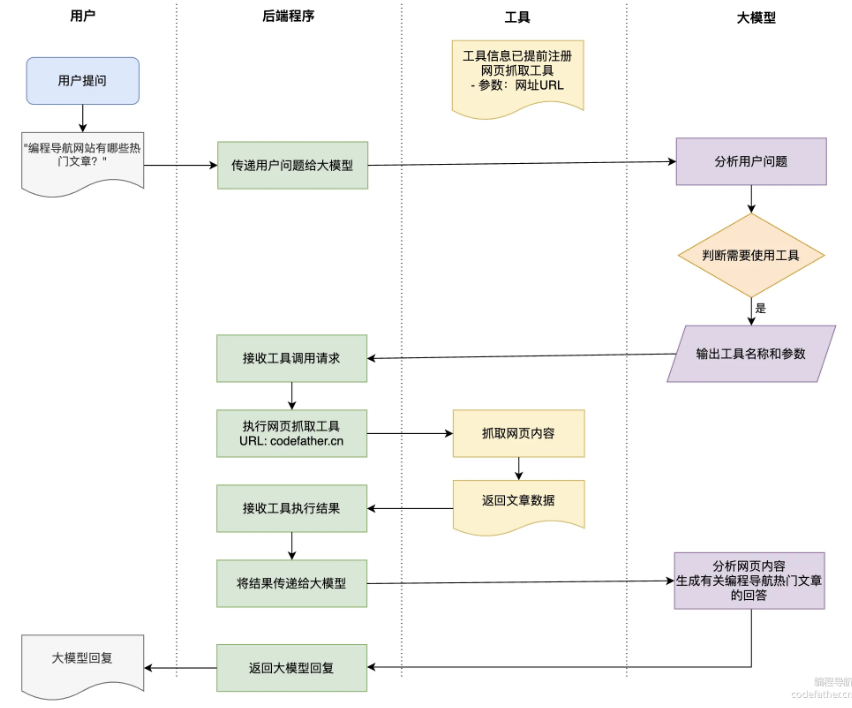 用户
后端程序
工具
大模型
工具信息已提前注册
网页抓取工具
- 参数：网址URL
用户提问
"编程导航网站有哪些热
门文章？"
传递用户问题给大模型
分析用户问题
判断需要使用工具
是
接收工具调用请求
输出工具名称和参数
执行网页抓取工具
URL: codefather.cn
抓取网页内容
接收工具执行结果
返回文章数据
将结果传递给大模型
分析网页内容
生成有关编程导航热门文章
的回答
大模型回复
返回大模型回复
编程导航
codefather.cn